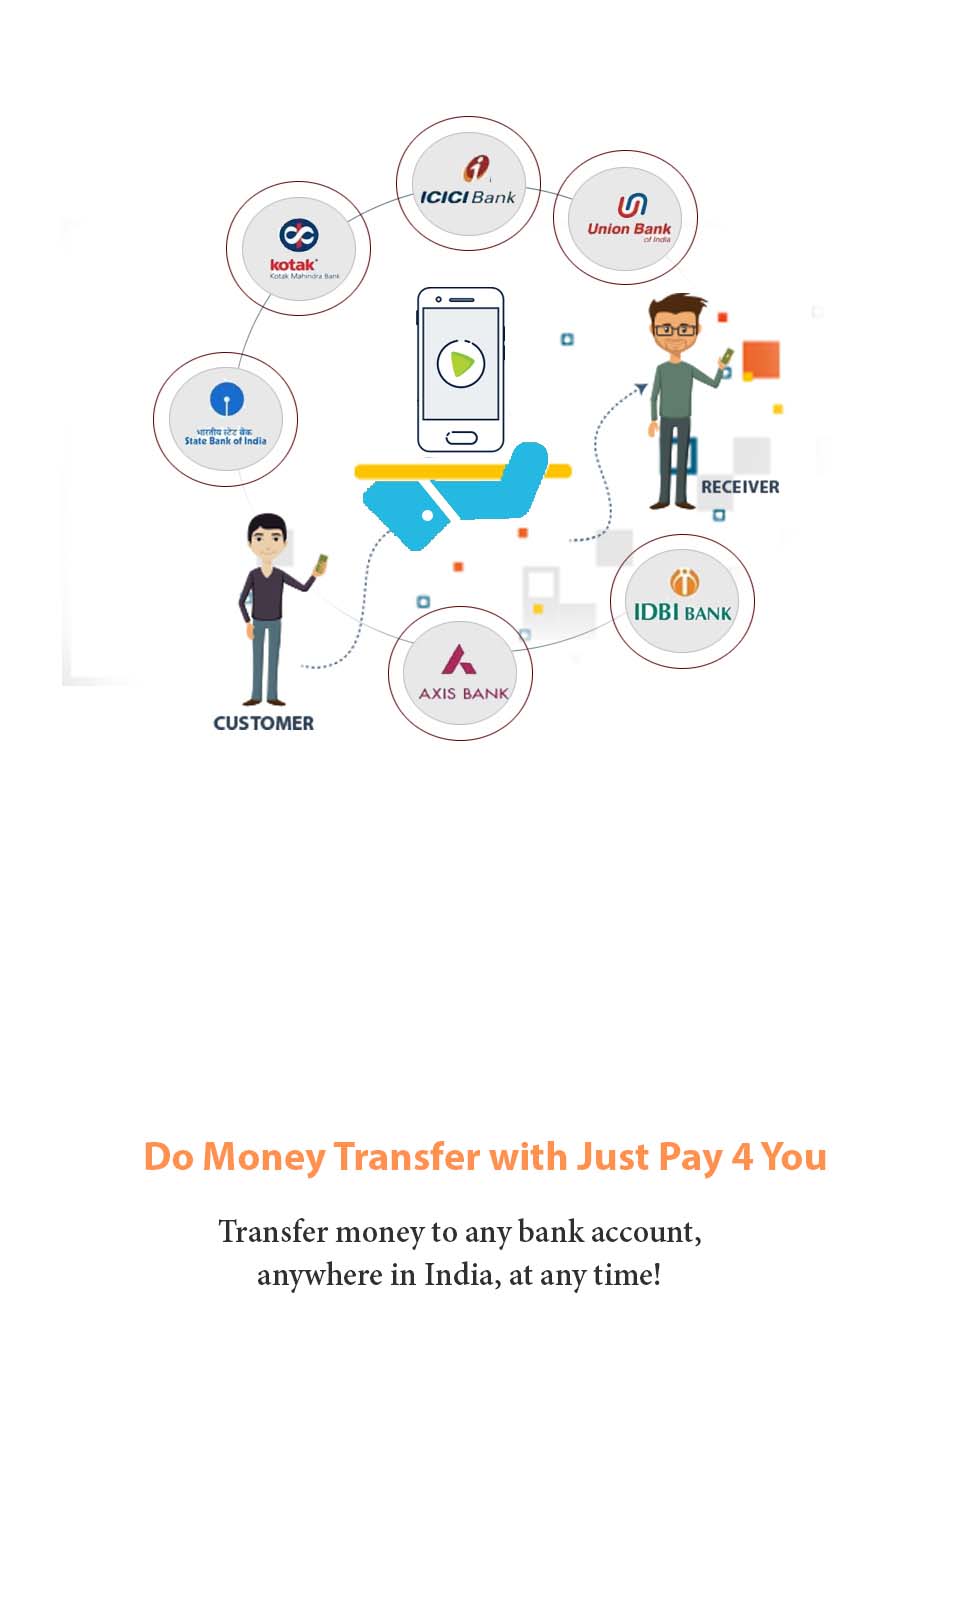 ICICI Bank
Union Bank
of India
kotak
Kotak Mahindra Bank
भारतीय स्टेट बैंक
State Bank of India
RECEIVER
IDBI BANK
AXIS BANK
CUSTOMER
Do Money Transfer with Just Pay 4 You
Transfer money to any bank account,
anywhere in India, at any time!